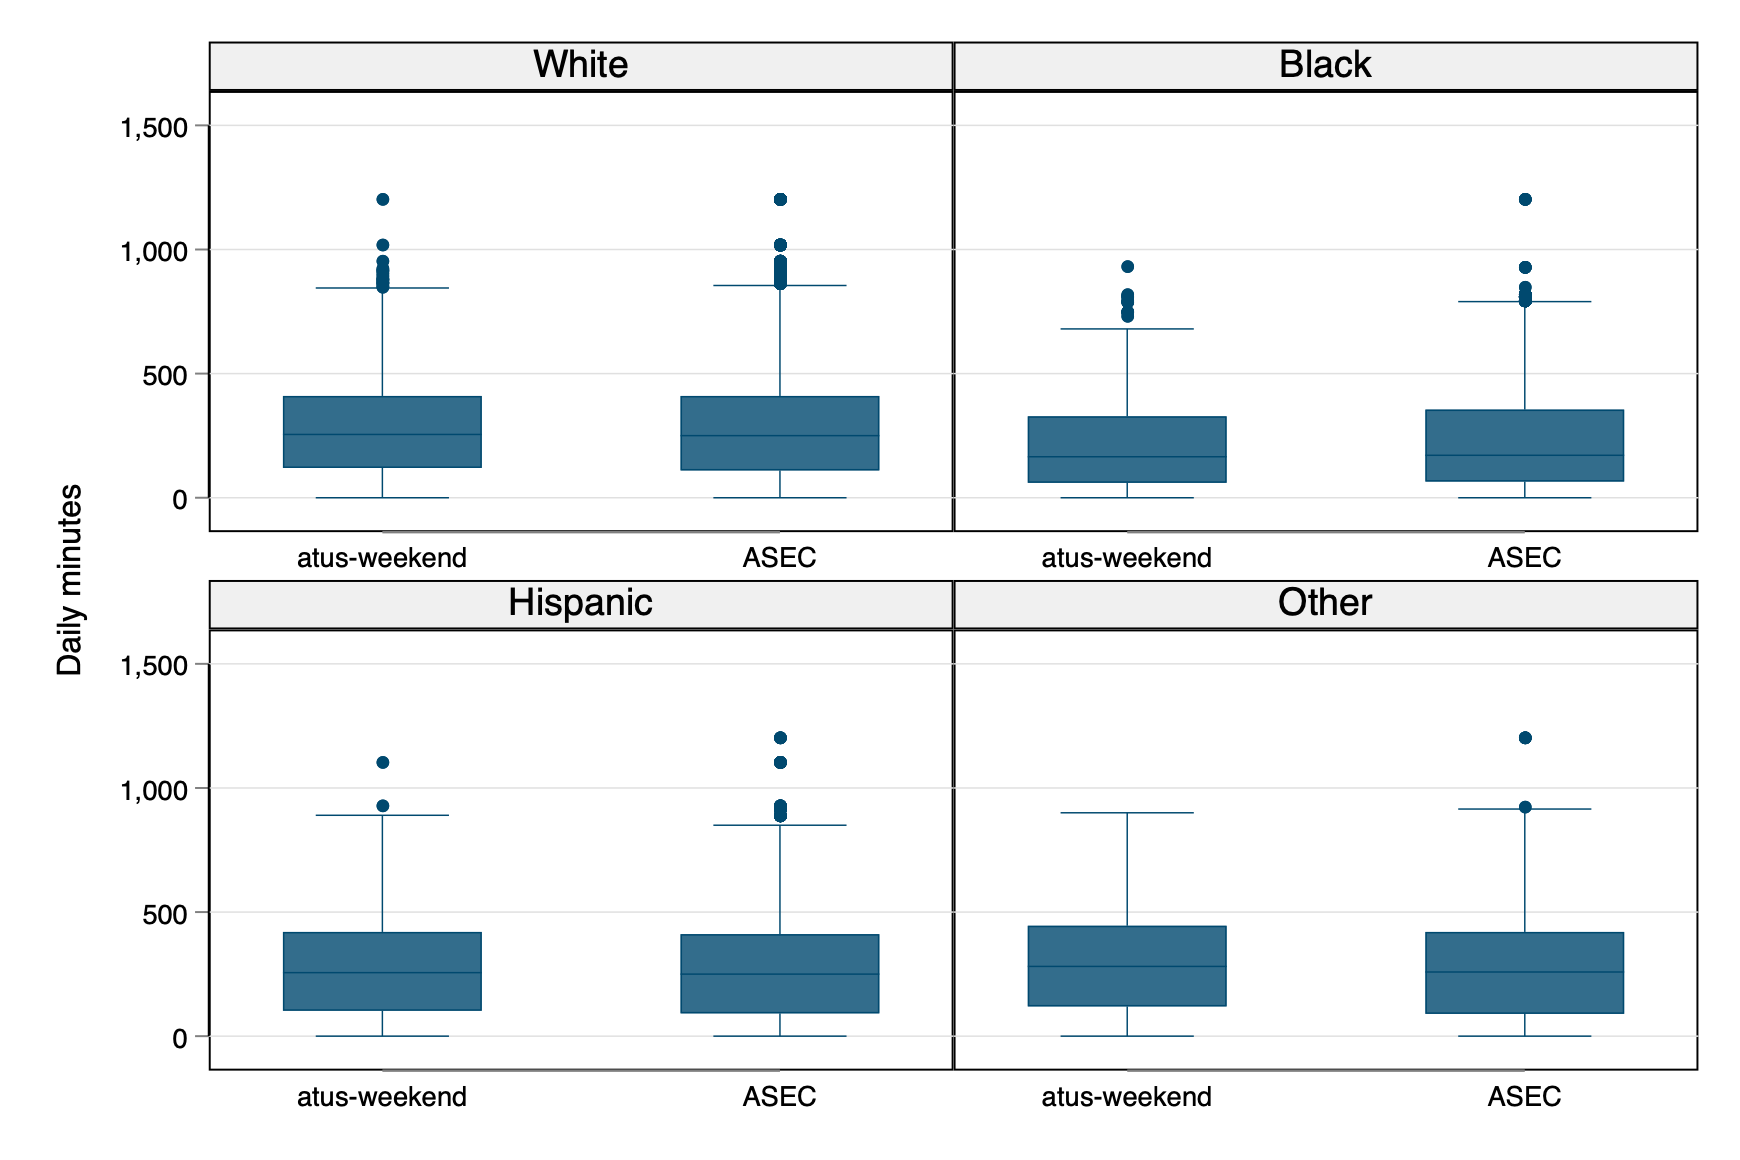 White
Black
1,500
1,000
500
0
atus-weekend
ASEC
atus-weekend
ASEC
Daily minutes
Hispanic
Other
1,500
1,000
500
0
atus-weekend
ASEC
atus-weekend
ASEC